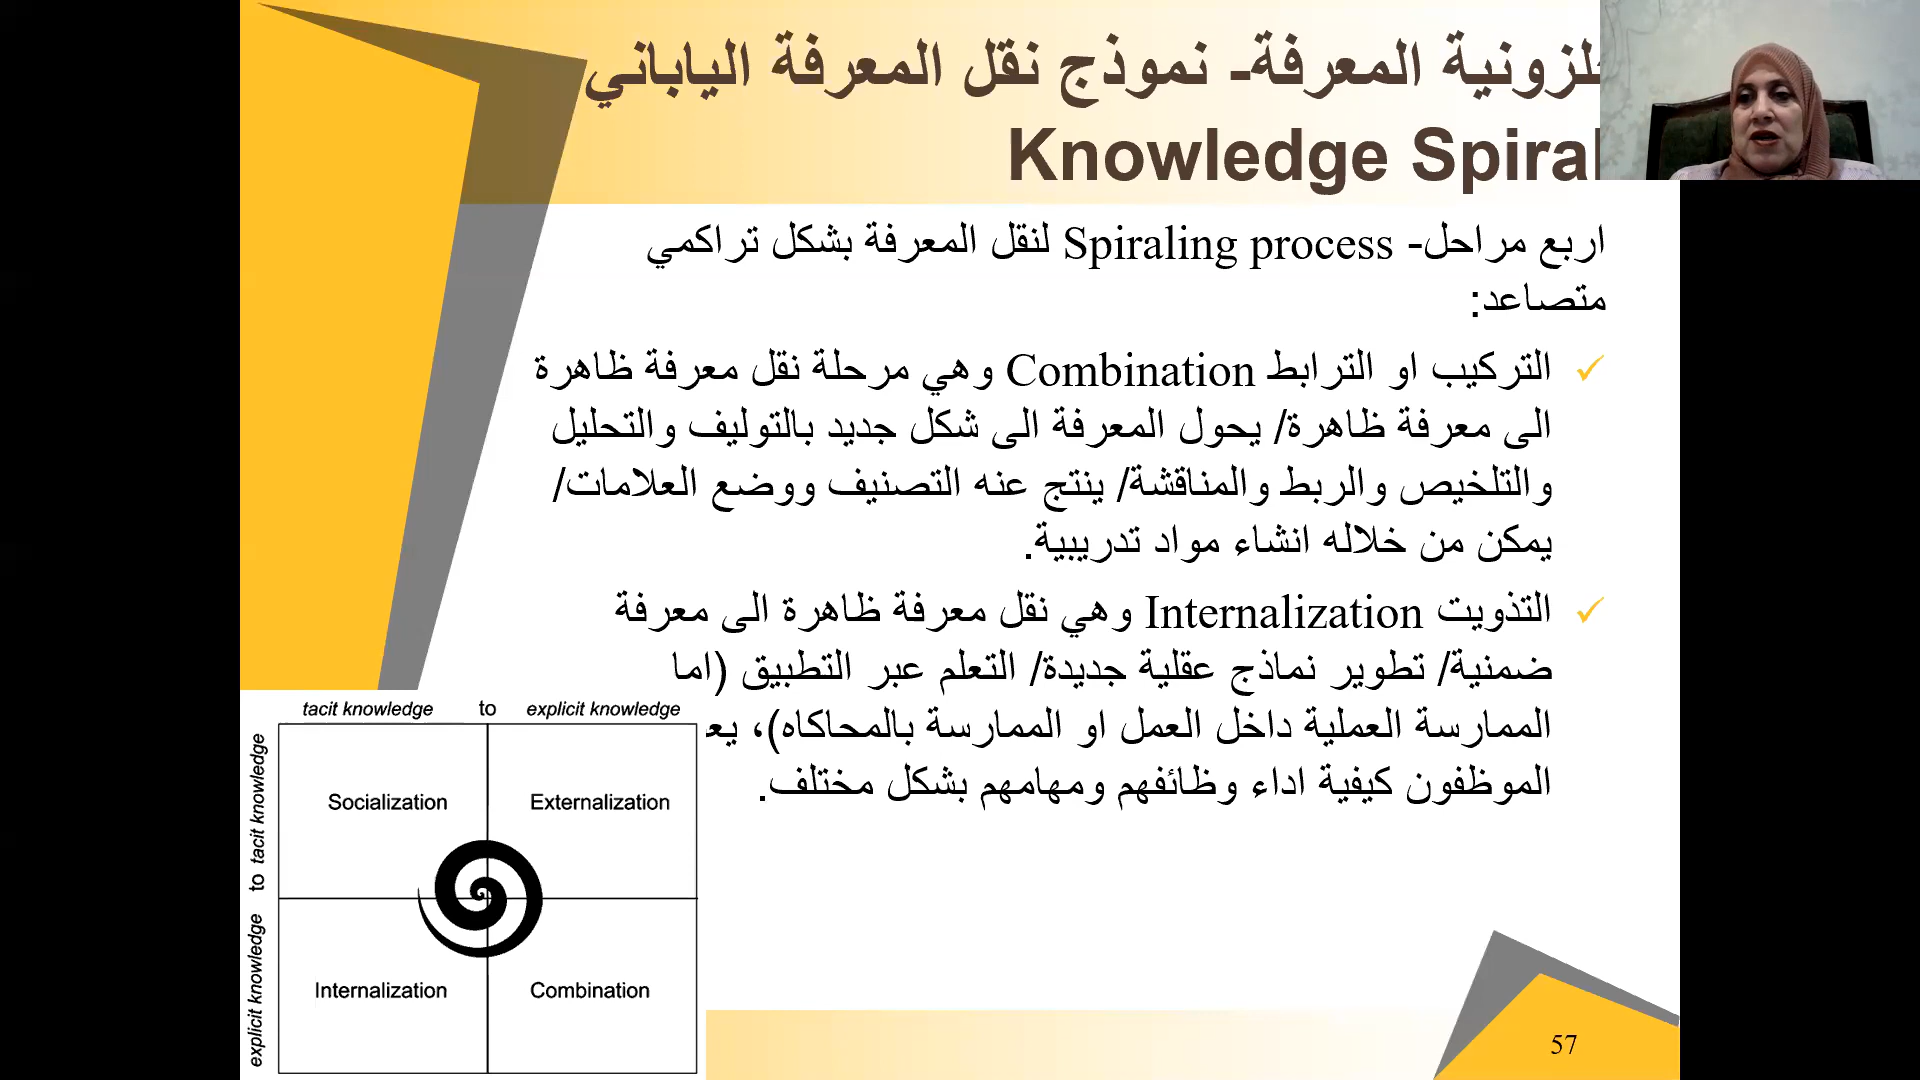 لزونية المعرفة- نموذج نقل المعرفة الياباني
Knowledge Spiral
اربع مراحل- Spiraling process لنقل المعرفة بشكل تراكمي
متصاعد:
✓ التركيب او الترابط Combination وهي مرحلة نقل معرفة ظاهرة
الى معرفة ظاهرة/ يحول المعرفة الى شكل جديد بالتوليف والتحليل
والتلخيص والربط والمناقشة/ ينتج عنه التصنيف ووضع العلامات/
يمكن من خلاله انشاء مواد تدريبية.
✓ التذويت Internalization وهي نقل معرفة ظاهرة الى معرفة
ضمنية/ تطوير نماذج عقلية جديدة/ التعلم عبر التطبيق (اما
الممارسة العملية داخل العمل او الممارسة بالمحاكاه)، يع
الموظفون كيفية اداء وظائفهم ومهامهم بشكل مختلف.
tacit knowledge to explicit knowledge
to tacit knowledge
Socialization
Externalization
explicit knowledge
Internalization
Combination
57